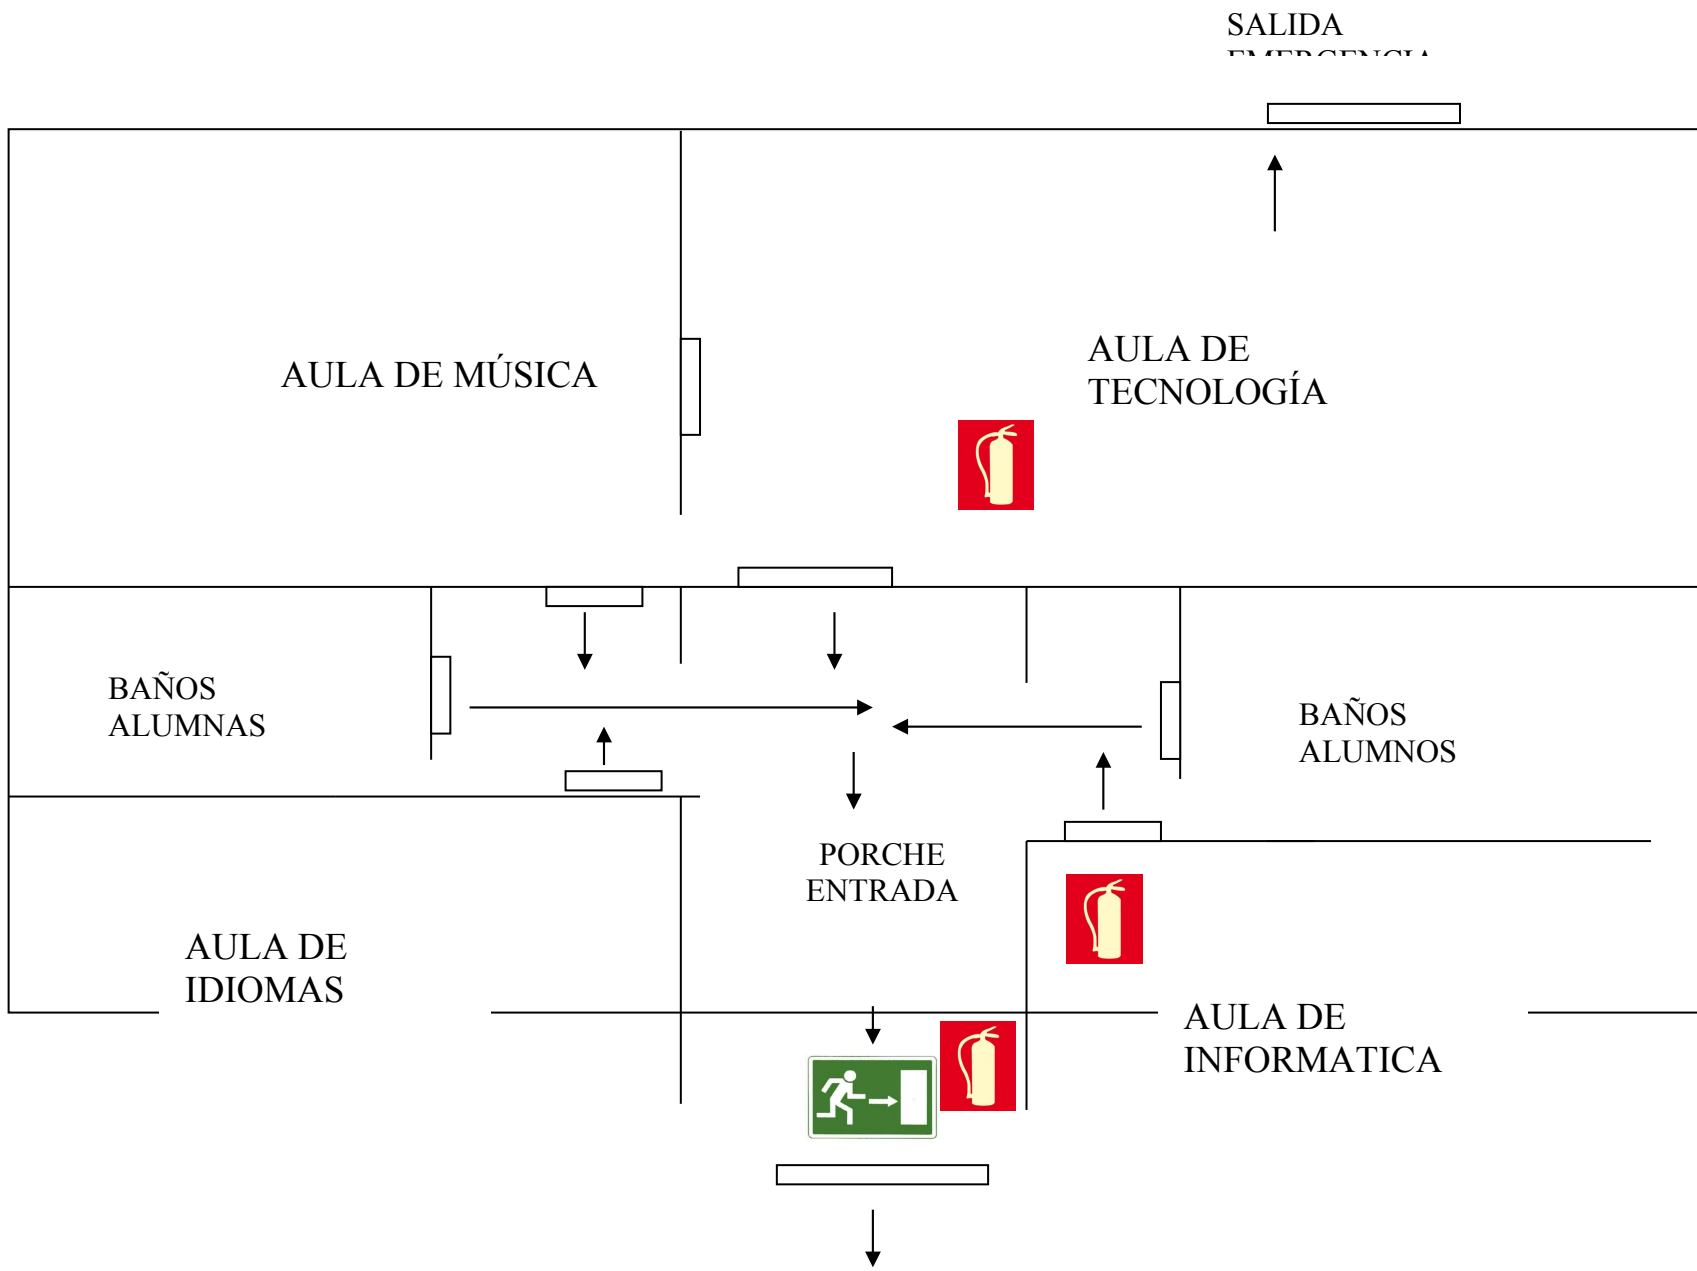 SALIDA
EMERGENCIA
AULA DE MÚSICA
AULA DE
TECNOLOGÍA
BAÑOS
ALUMNAS
BAÑOS
ALUMNOS
PORCHE
ENTRADA
AULA DE
IDIOMAS
AULA DE
INFORMATICA